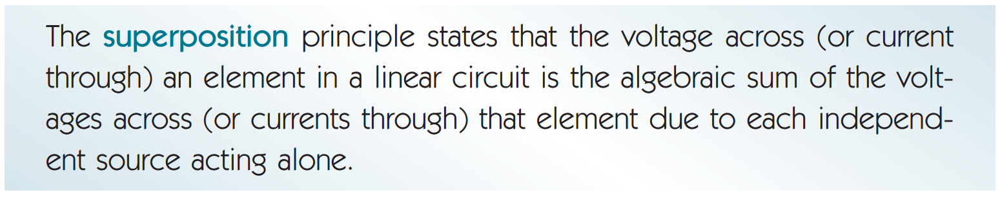 The superposition principle states that the voltage across (or current
through) an element in a linear circuit is the algebraic sum of the volt-
ages across (or currents through) that element due to each independ-
ent source acting alone.